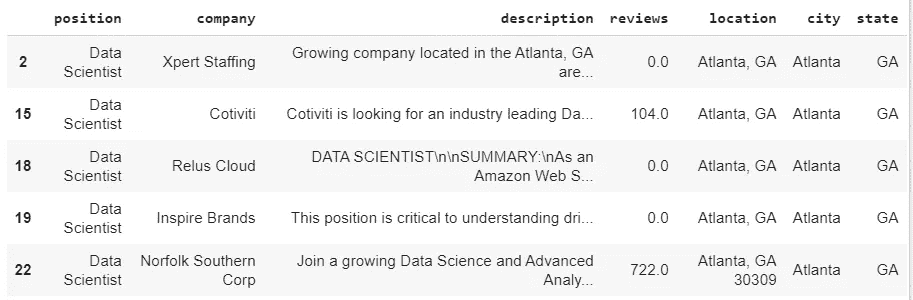 position company description reviews location city state
2 Data Scientist Xpert Staffing Growing company located in the Atlanta, GA are... 0.0 Atlanta, GA Atlanta GA
15 Data Scientist Cotiviti Cotiviti is looking for an industry leading Da... 104.0 Atlanta, GA Atlanta GA
18 Data Scientist Relus Cloud DATA SCIENTIST\n\nSUMMARY:\nAs an Amazon Web S... 0.0 Atlanta, GA Atlanta GA
19 Data Scientist Inspire Brands This position is critical to understanding dri... 0.0 Atlanta, GA Atlanta GA
22 Data Scientist Norfolk Southern Corp Join a growing Data Science and Advanced Analy... 722.0 Atlanta, GA 30309 Atlanta GA